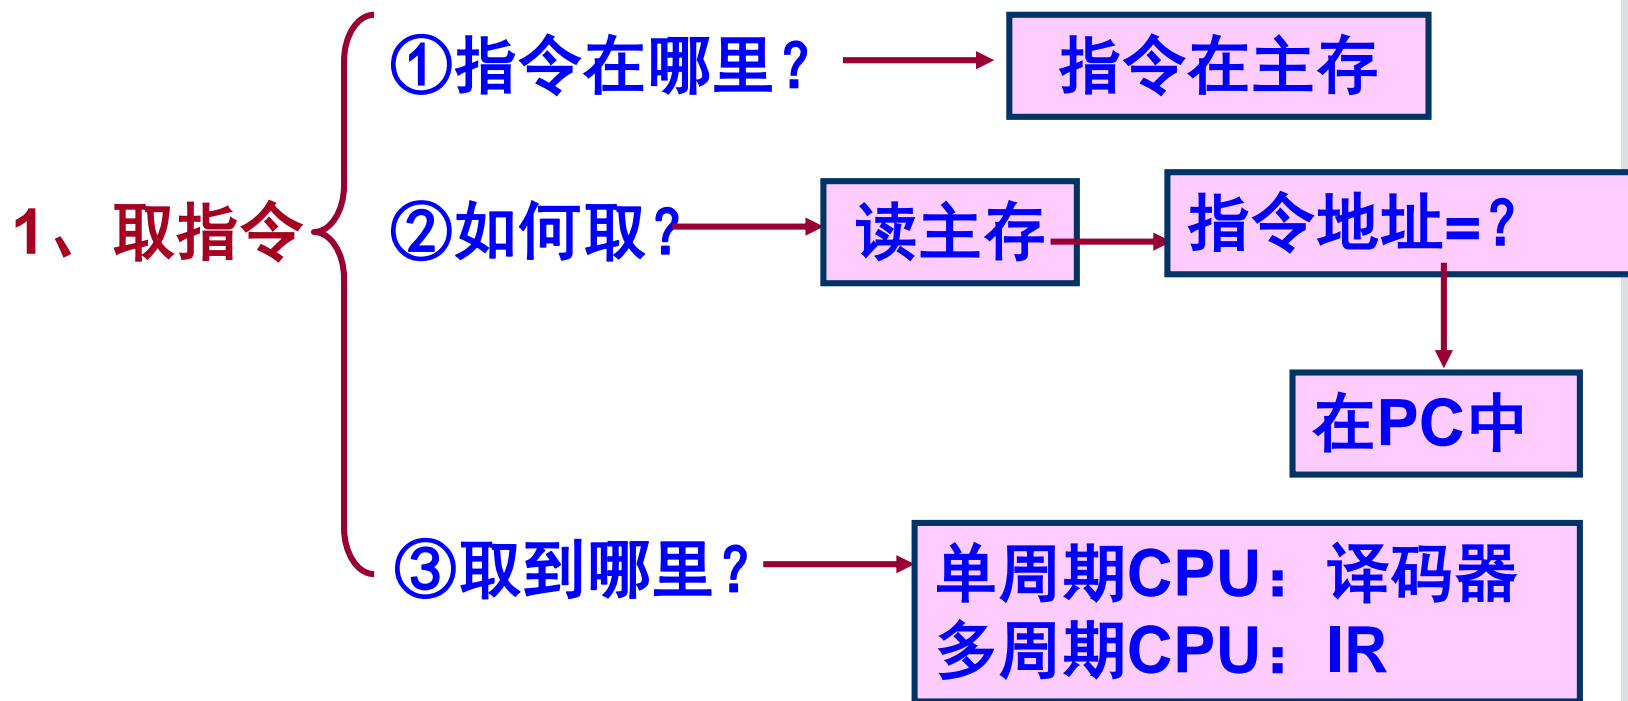 1、取指令
①指令在哪里？
指令在主存
②如何取？
读主存
指令地址=？
在PC中
③取到哪里？
单周期CPU：译码器
多周期CPU：IR